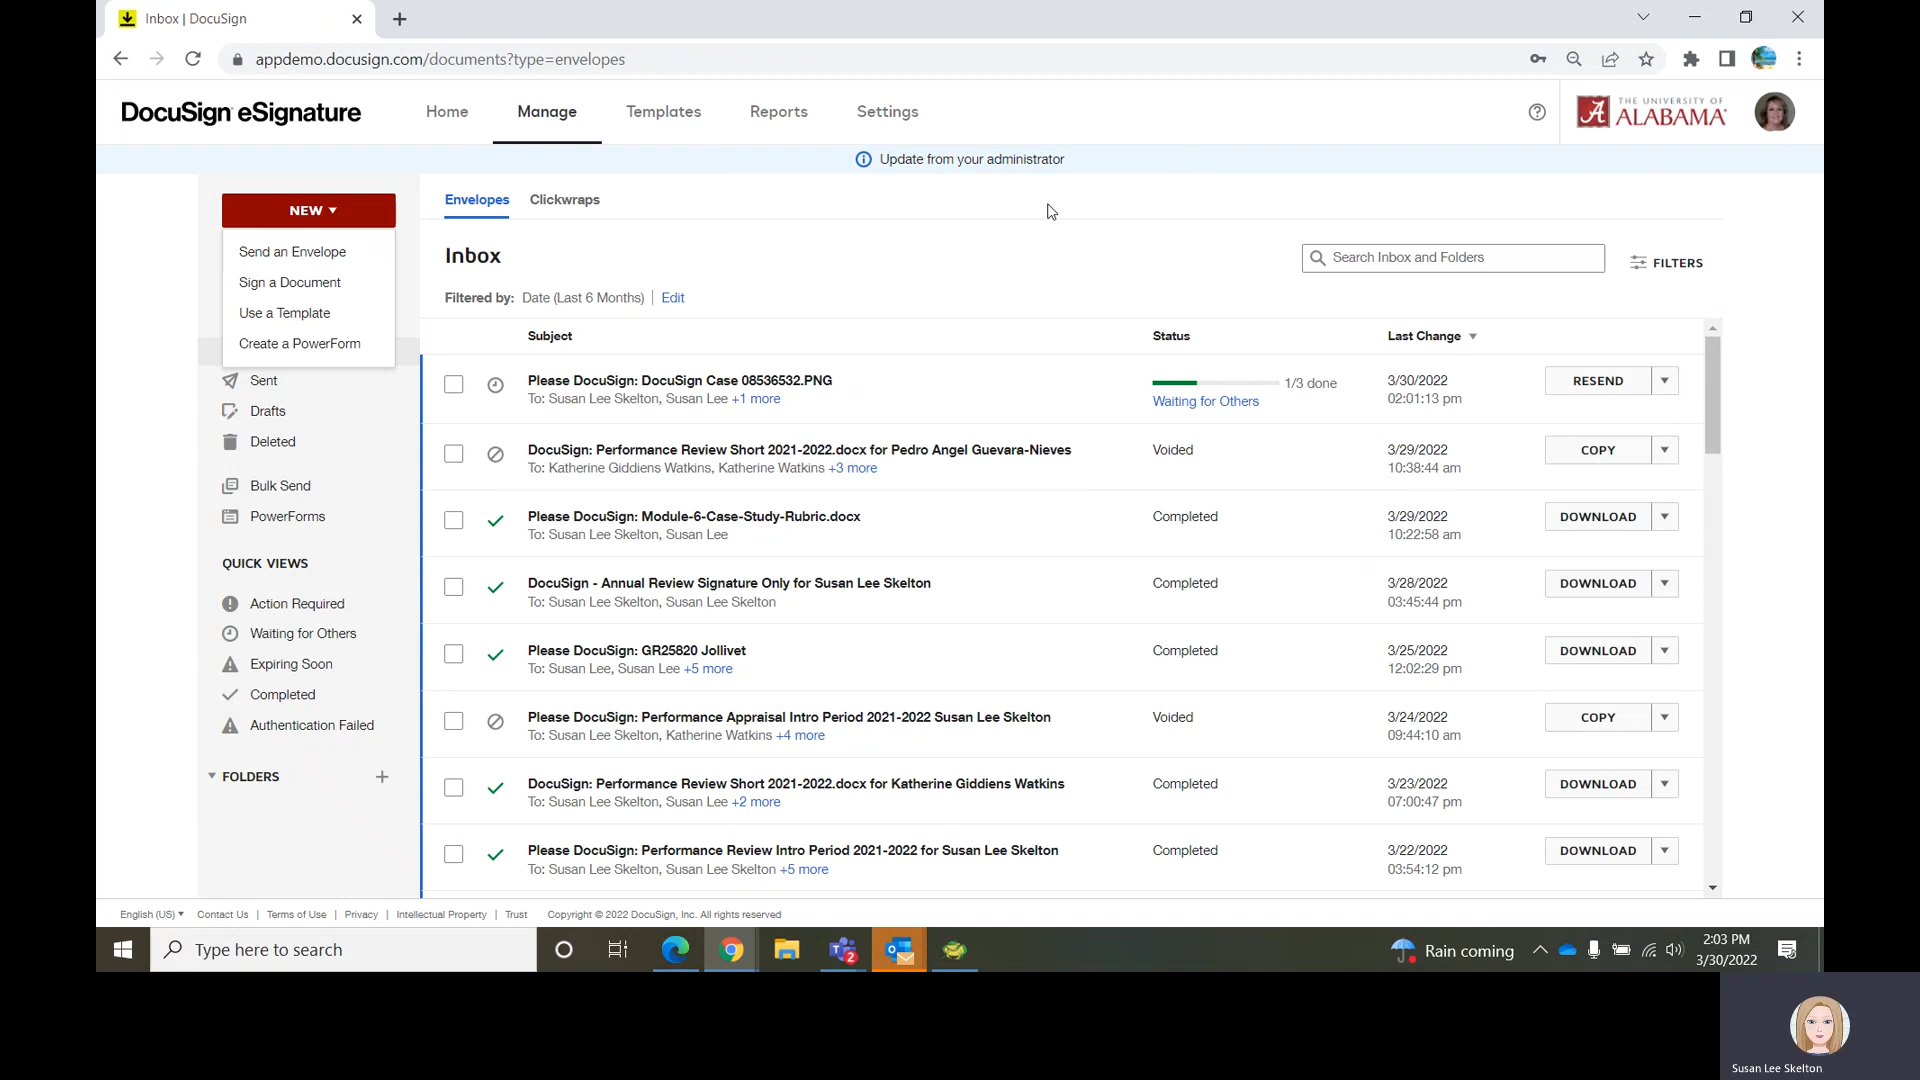 Inbox | DocuSign
appdemo.docusign.com/documents?type=envelopes
DocuSign eSignature
Home
Manage
Templates
Reports
Settings
THE UNIVERSITY OF
ALABAMA
Update from your administrator
NEW
Send an Envelope
Sign a Document
Use a Template
Create a PowerForm
Sent
Drafts
Deleted
Bulk Send
PowerForms
QUICK VIEWS
Action Required
Waiting for Others
Expiring Soon
Completed
Authentication Failed
FOLDERS
Envelopes
Clickwraps
Inbox
Search Inbox and Folders
FILTERS
Filtered by: Date (Last 6 Months) | Edit
Subject
Status
Last Change
Please DocuSign: DocuSign Case 08536532.PNG
To: Susan Lee Skelton, Susan Lee +1 more
1/3 done
Waiting for Others
3/30/2022
02:01:13 pm
RESEND
DocuSign: Performance Review Short 2021-2022.docx for Pedro Angel Guevara-Nieves
To: Katherine Giddiens Watkins, Katherine Watkins +3 more
Voided
3/29/2022
10:38:44 am
COPY
Please DocuSign: Module-6-Case-Study-Rubric.docx
To: Susan Lee Skelton, Susan Lee
Completed
3/29/2022
10:22:58 am
DOWNLOAD
DocuSign - Annual Review Signature Only for Susan Lee Skelton
To: Susan Lee Skelton, Susan Lee Skelton
Completed
3/28/2022
03:45:44 pm
DOWNLOAD
Please DocuSign: GR25820 Jollivet
To: Susan Lee, Susan Lee +5 more
Completed
3/25/2022
12:02:29 pm
DOWNLOAD
Please DocuSign: Performance Appraisal Intro Period 2021-2022 Susan Lee Skelton
To: Susan Lee Skelton, Katherine Watkins +4 more
Voided
3/24/2022
09:44:10 am
COPY
DocuSign: Performance Review Short 2021-2022.docx for Katherine Giddiens Watkins
To: Susan Lee Skelton, Susan Lee +2 more
Completed
3/23/2022
07:00:47 pm
DOWNLOAD
Please DocuSign: Performance Review Intro Period 2021-2022 for Susan Lee Skelton
To: Susan Lee Skelton, Susan Lee Skelton +5 more
Completed
3/22/2022
03:54:12 pm
DOWNLOAD
English (US) Contact Us | Terms of Use | Privacy | Intellectual Property | Trust Copyright © 2022 DocuSign, Inc. All rights reserved
Type here to search
2
Rain coming
2:03 PM
3/30/2022
Susan Lee Skelton